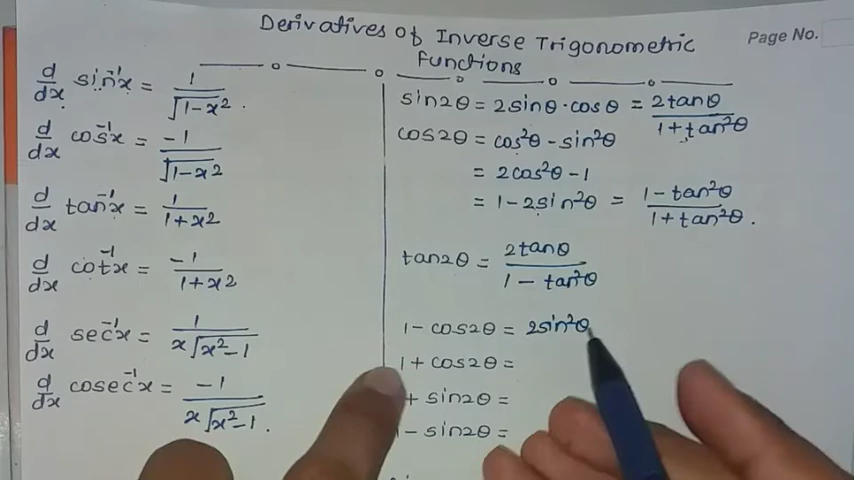 Derivatives of Inverse Trigonometric Functions
Page No.
d/dx sin⁻¹x = 1/√(1-x²).
d/dx cos⁻¹x = -1/√(1-x²)
d/dx tan⁻¹x = 1/(1+x²)
d/dx cot⁻¹x = -1/(1+x²)
d/dx sec⁻¹x = 1/(x√(x²-1))
d/dx cosec⁻¹x = -1/(x√(x²-1)).
sin2θ = 2sinθ·cosθ = 2tanθ/(1+tan²θ)
cos2θ = cos²θ - sin²θ
= 2cos²θ - 1
= 1 - 2sin²θ = (1-tan²θ)/(1+tan²θ).
tan2θ = 2tanθ/(1 - tan²θ)
1 - cos2θ = 2sin²θ
1 + cos2θ =
+ sin2θ =
- sin2θ =